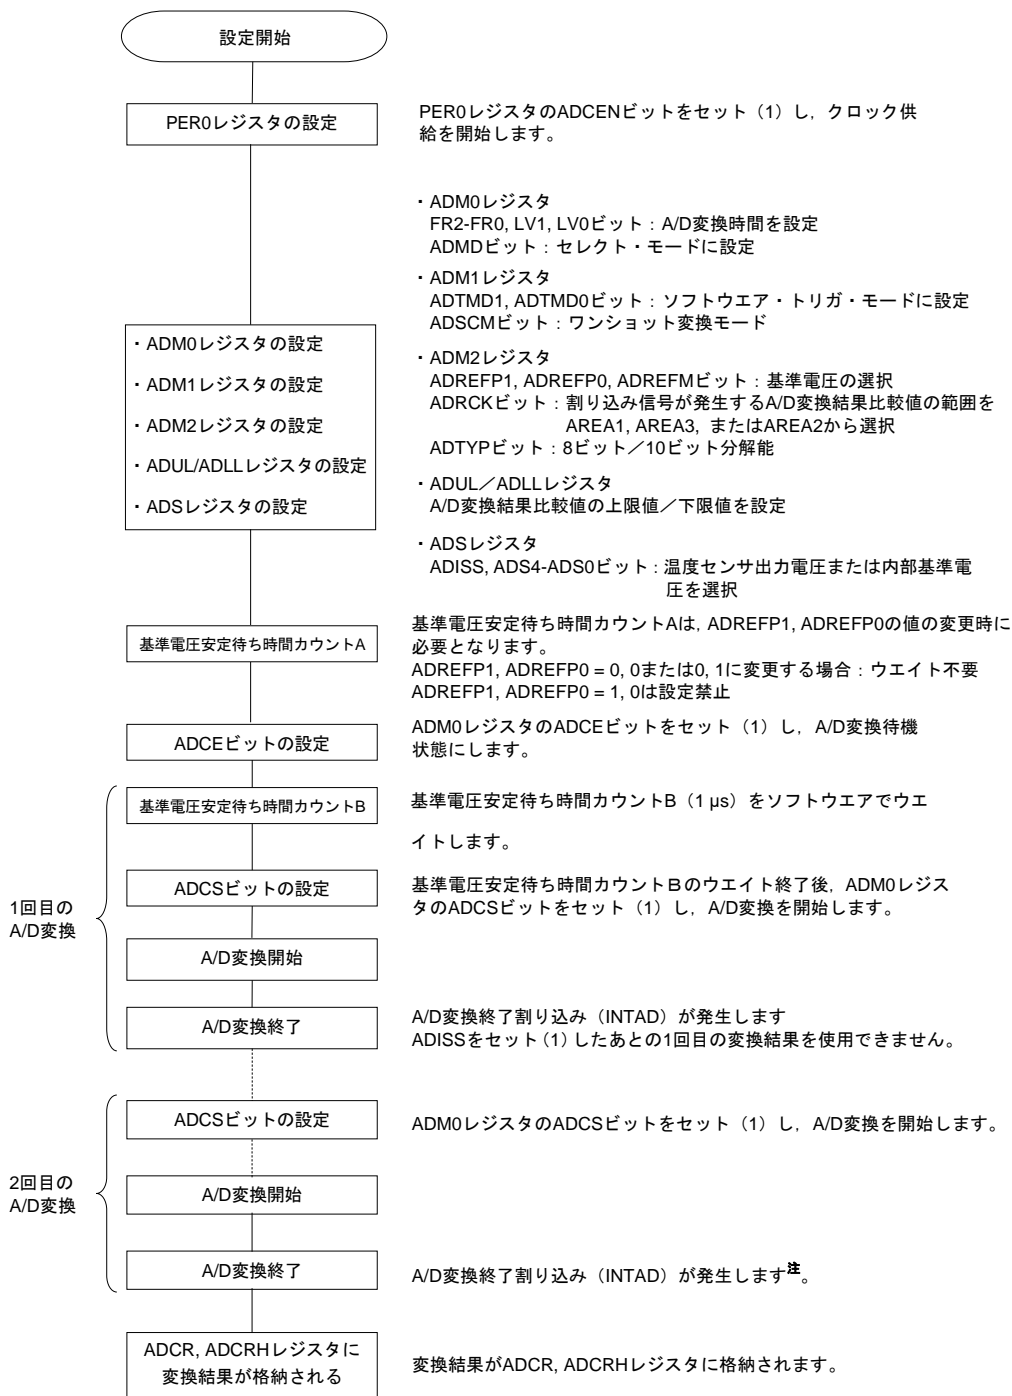 設定開始
PER0レジスタの設定
PER0レジスタのADCENビットをセット（1）し，クロック供
給を開始します。
・ADM0レジスタの設定
・ADM1レジスタの設定
・ADM2レジスタの設定
・ADUL/ADLLレジスタの設定
・ADSレジスタの設定
・ADM0レジスタ
FR2-FR0, LV1, LV0ビット：A/D変換時間を設定
ADMDビット：セレクト・モードに設定
・ADM1レジスタ
ADTMD1, ADTMD0ビット：ソフトウエア・トリガ・モードに設定
ADSCMビット：ワンショット変換モード
・ADM2レジスタ
ADREFP1, ADREFP0, ADREFMビット：基準電圧の選択
ADRCKビット：割り込み信号が発生するA/D変換結果比較値の範囲を
AREA1, AREA3, またはAREA2から選択
ADTYPビット：8ビット／10ビット分解能
・ADUL／ADLLレジスタ
A/D変換結果比較値の上限値／下限値を設定
・ADSレジスタ
ADISS, ADS4-ADS0ビット：温度センサ出力電圧または内部基準電
圧を選択
基準電圧安定待ち時間カウントA
基準電圧安定待ち時間カウントAは, ADREFP1, ADREFP0の値の変更時に
必要となります。
ADREFP1, ADREFP0 = 0, 0または0, 1に変更する場合：ウエイト不要
ADREFP1, ADREFP0 = 1, 0は設定禁止
ADCEビットの設定
ADM0レジスタのADCEビットをセット（1）し，A/D変換待機
状態にします。
1回目の
A/D変換
基準電圧安定待ち時間カウントB
基準電圧安定待ち時間カウントB（1 μs）をソフトウエアでウエ
イトします。
ADCSビットの設定
基準電圧安定待ち時間カウントＢのウエイト終了後，ADM0レジス
タのADCSビットをセット（1）し，A/D変換を開始します。
A/D変換開始
A/D変換終了
A/D変換終了割り込み（INTAD）が発生します
ADISSをセット（1）したあとの1回目の変換結果を使用できません。
2回目の
A/D変換
ADCSビットの設定
ADM0レジスタのADCSビットをセット（1）し，A/D変換を開始します。
A/D変換開始
A/D変換終了
A/D変換終了割り込み（INTAD）が発生します注。
ADCR, ADCRHレジスタに
変換結果が格納される
変換結果がADCR, ADCRHレジスタに格納されます。